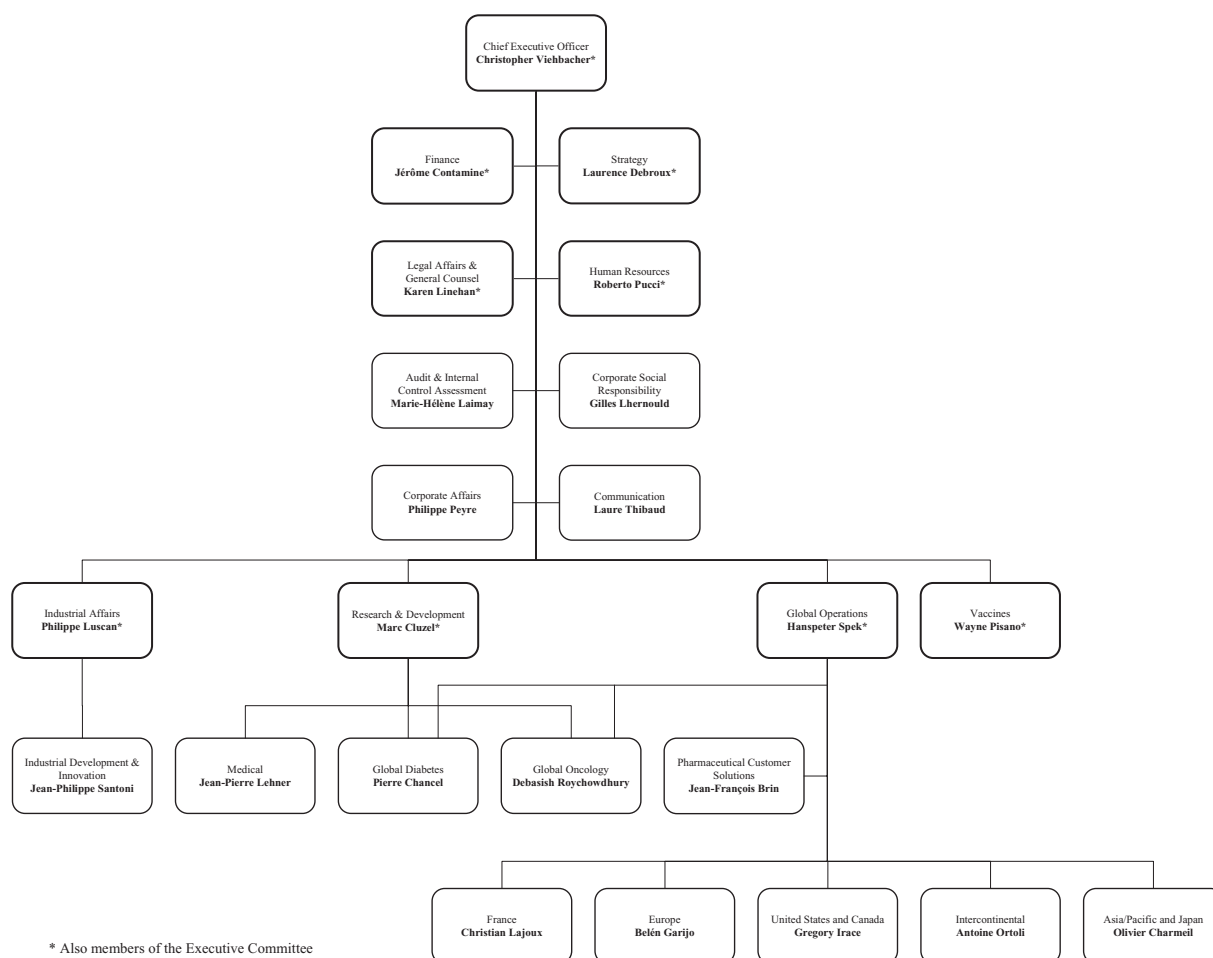 Chief Executive Officer
Christopher Viehbacher*
Finance
Jérôme Contamine*
Strategy
Laurence Debroux*
Legal Affairs &
General Counsel
Karen Linehan*
Human Resources
Roberto Pucci*
Audit & Internal
Control Assessment
Marie-Hélène Laimay
Corporate Social
Responsibility
Gilles Lhernould
Corporate Affairs
Philippe Peyre
Communication
Laure Thibaud
Industrial Affairs
Philippe Luscan*
Research & Development
Marc Cluzel*
Global Operations
Hanspeter Spek*
Vaccines
Wayne Pisano*
Industrial Development &
Innovation
Jean-Philippe Santoni
Medical
Jean-Pierre Lehner
Global Diabetes
Pierre Chancel
Global Oncology
Debasish Roychowdhury
Pharmaceutical Customer
Solutions
Jean-François Brin
France
Christian Lajoux
Europe
Belén Garijo
United States and Canada
Gregory Irace
Intercontinental
Antoine Ortoli
Asia/Pacific and Japan
Olivier Charmeil
* Also members of the Executive Committee